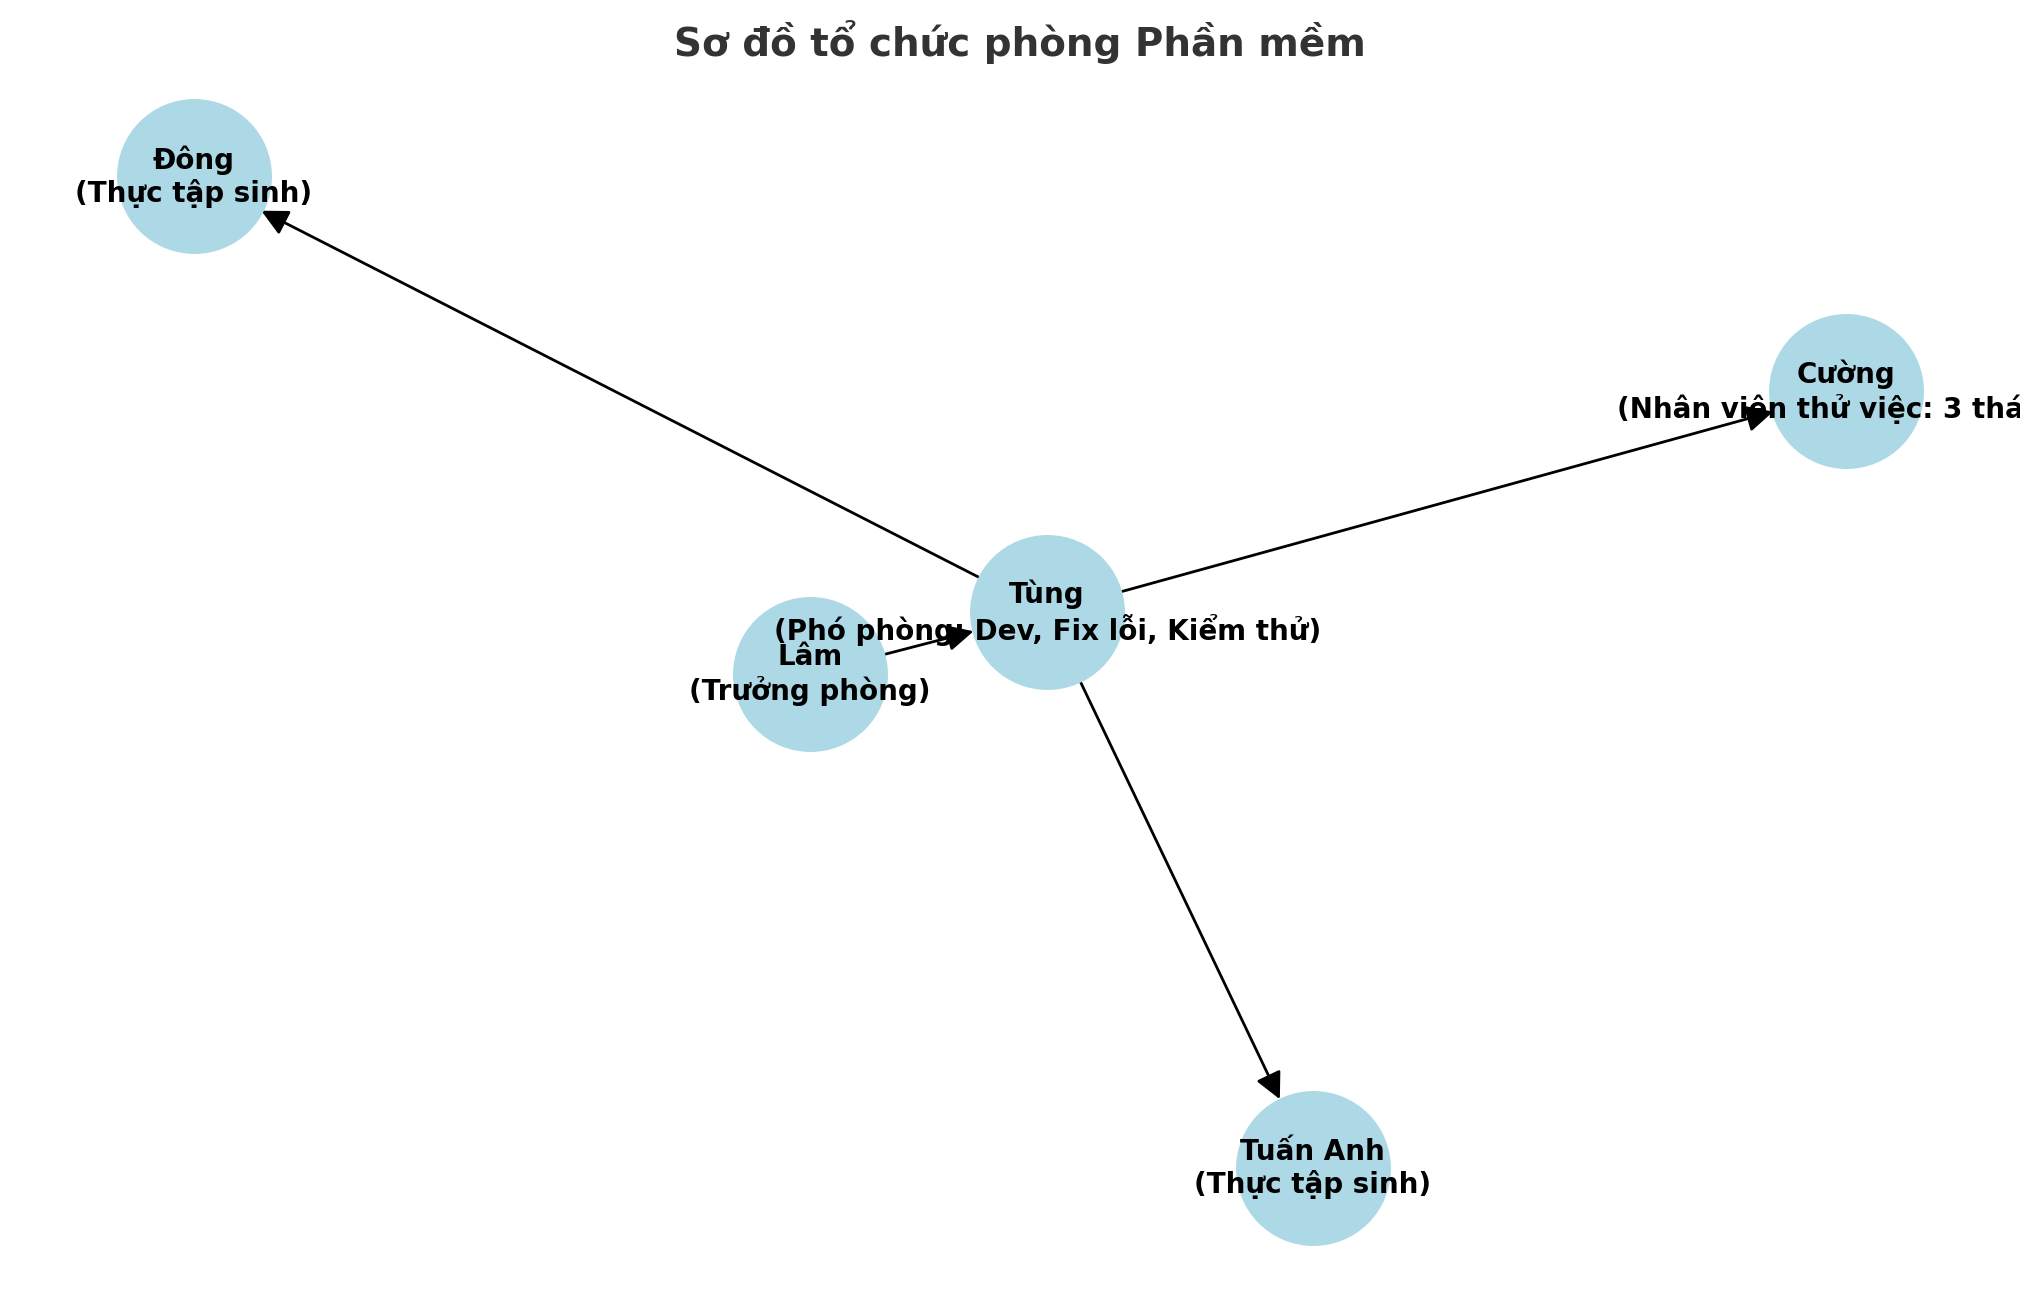 Sơ đồ tổ chức phòng Phần mềm
Đông
(Thực tập sinh)
Cường
(Nhân viên thử việc: 3 thá
Tùng
(Phó phòng: Dev, Fix lỗi, Kiểm thử)
Lâm
(Trưởng phòng)
Tuấn Anh
(Thực tập sinh)